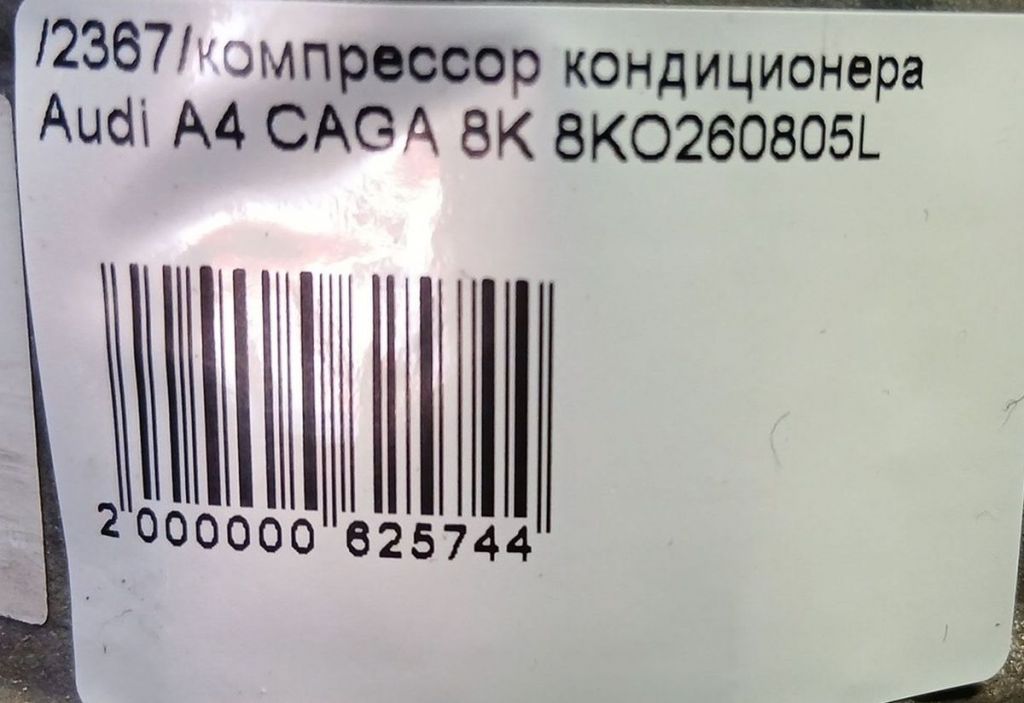 /2367/компрессор кондиционера
Audi A4 CAGA 8K 8KO260805L
2 000000 625744